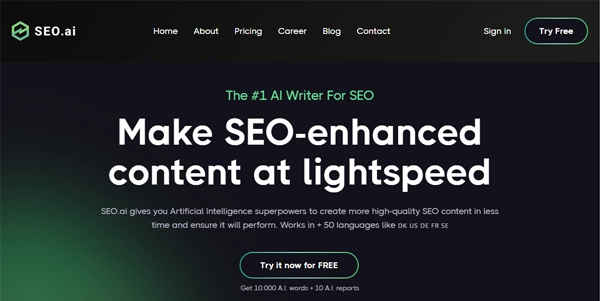 SEO.ai Home About Pricing Career Blog Contact Sign in Try Free
The #1 AI Writer For SEO
Make SEO-enhanced
content at lightspeed
SEO.ai gives you Artificial Intelligence superpowers to create more high-quality SEO content in less
time and ensure it will perform. Works in + 50 languages like DK US DE FR SE
Try it now for FREE
Get 10.000 A.I. words + 10 A.I. reports